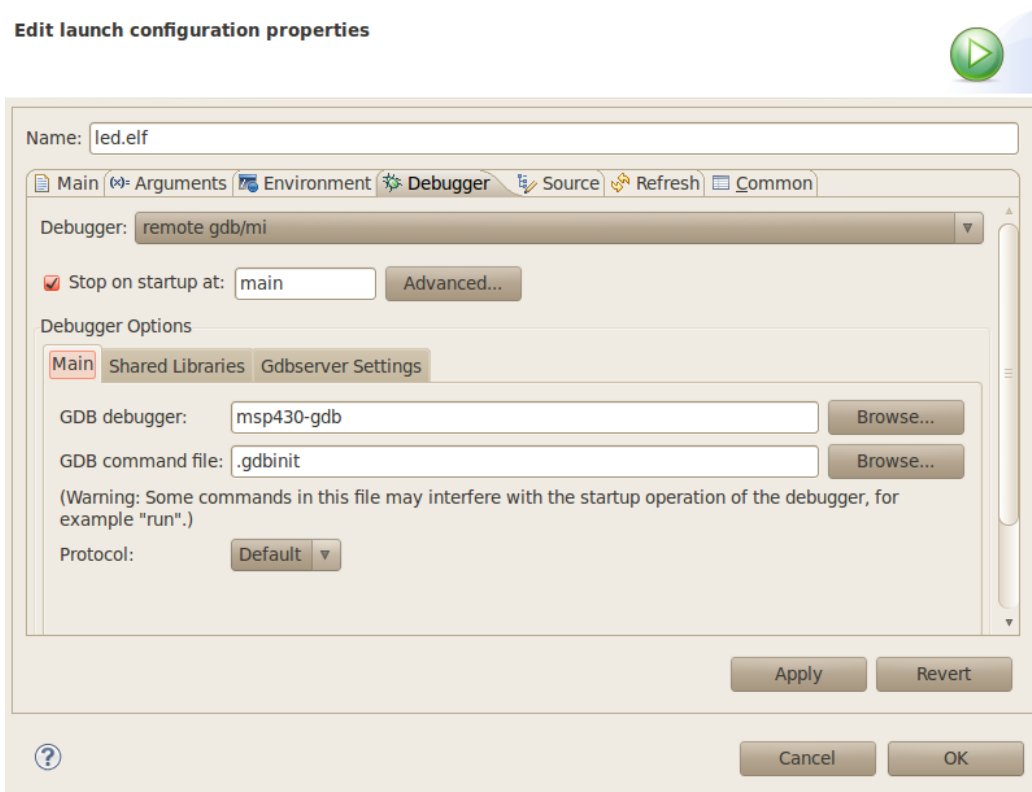 Edit launch configuration properties
Name: led.elf
Main (x)= Arguments Environment Debugger Source Refresh Common
Debugger: remote gdb/mi
Stop on startup at: main Advanced...
Debugger Options
Main Shared Libraries Gdbserver Settings
GDB debugger: msp430-gdb Browse...
GDB command file: .gdbinit Browse...
(Warning: Some commands in this file may interfere with the startup operation of the debugger, for
example "run".)
Protocol: Default
Apply Revert
? Cancel OK